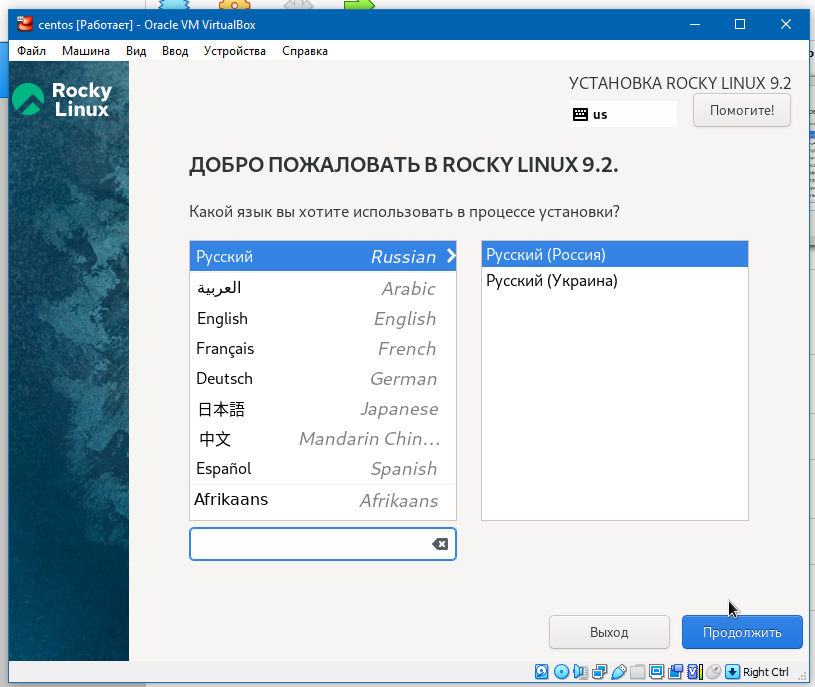 centos [Работает] - Oracle VM VirtualBox
Файл Машина Вид Ввод Устройства Справка
Rocky
Linux
УСТАНОВКА ROCKY LINUX 9.2
us
Помогите!
ДОБРО ПОЖАЛОВАТЬ В ROCKY LINUX 9.2.
Какой язык вы хотите использовать в процессе установки?
Русский Russian
العربية Arabic
English English
Français French
Deutsch German
日本語 Japanese
中文 Mandarin Chin...
Español Spanish
Afrikaans Afrikaans
Русский (Россия)
Русский (Украина)
Выход
Продолжить
Right Ctrl